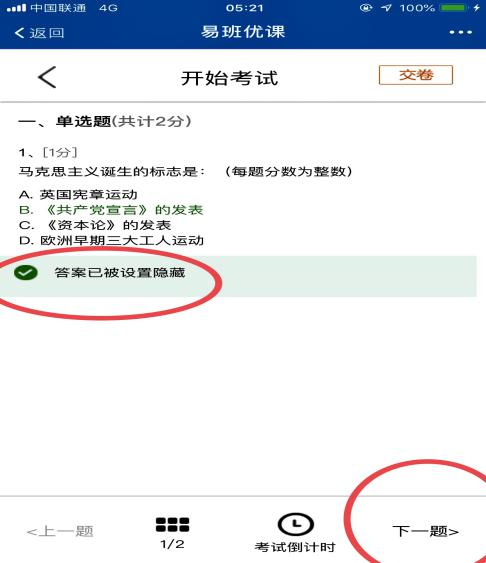 中国联通 4G 05:21 100%
<返回 易班优课
开始考试 交卷
一、单选题(共计2分)
1、[1分]
马克思主义诞生的标志是：（每题分数为整数)
A. 英国宪章运动
B. 《共产党宣言》的发表
C. 《资本论》的发表
D. 欧洲早期三大工人运动
答案已被设置隐藏
<上一题 1/2 考试倒计时 下一题>